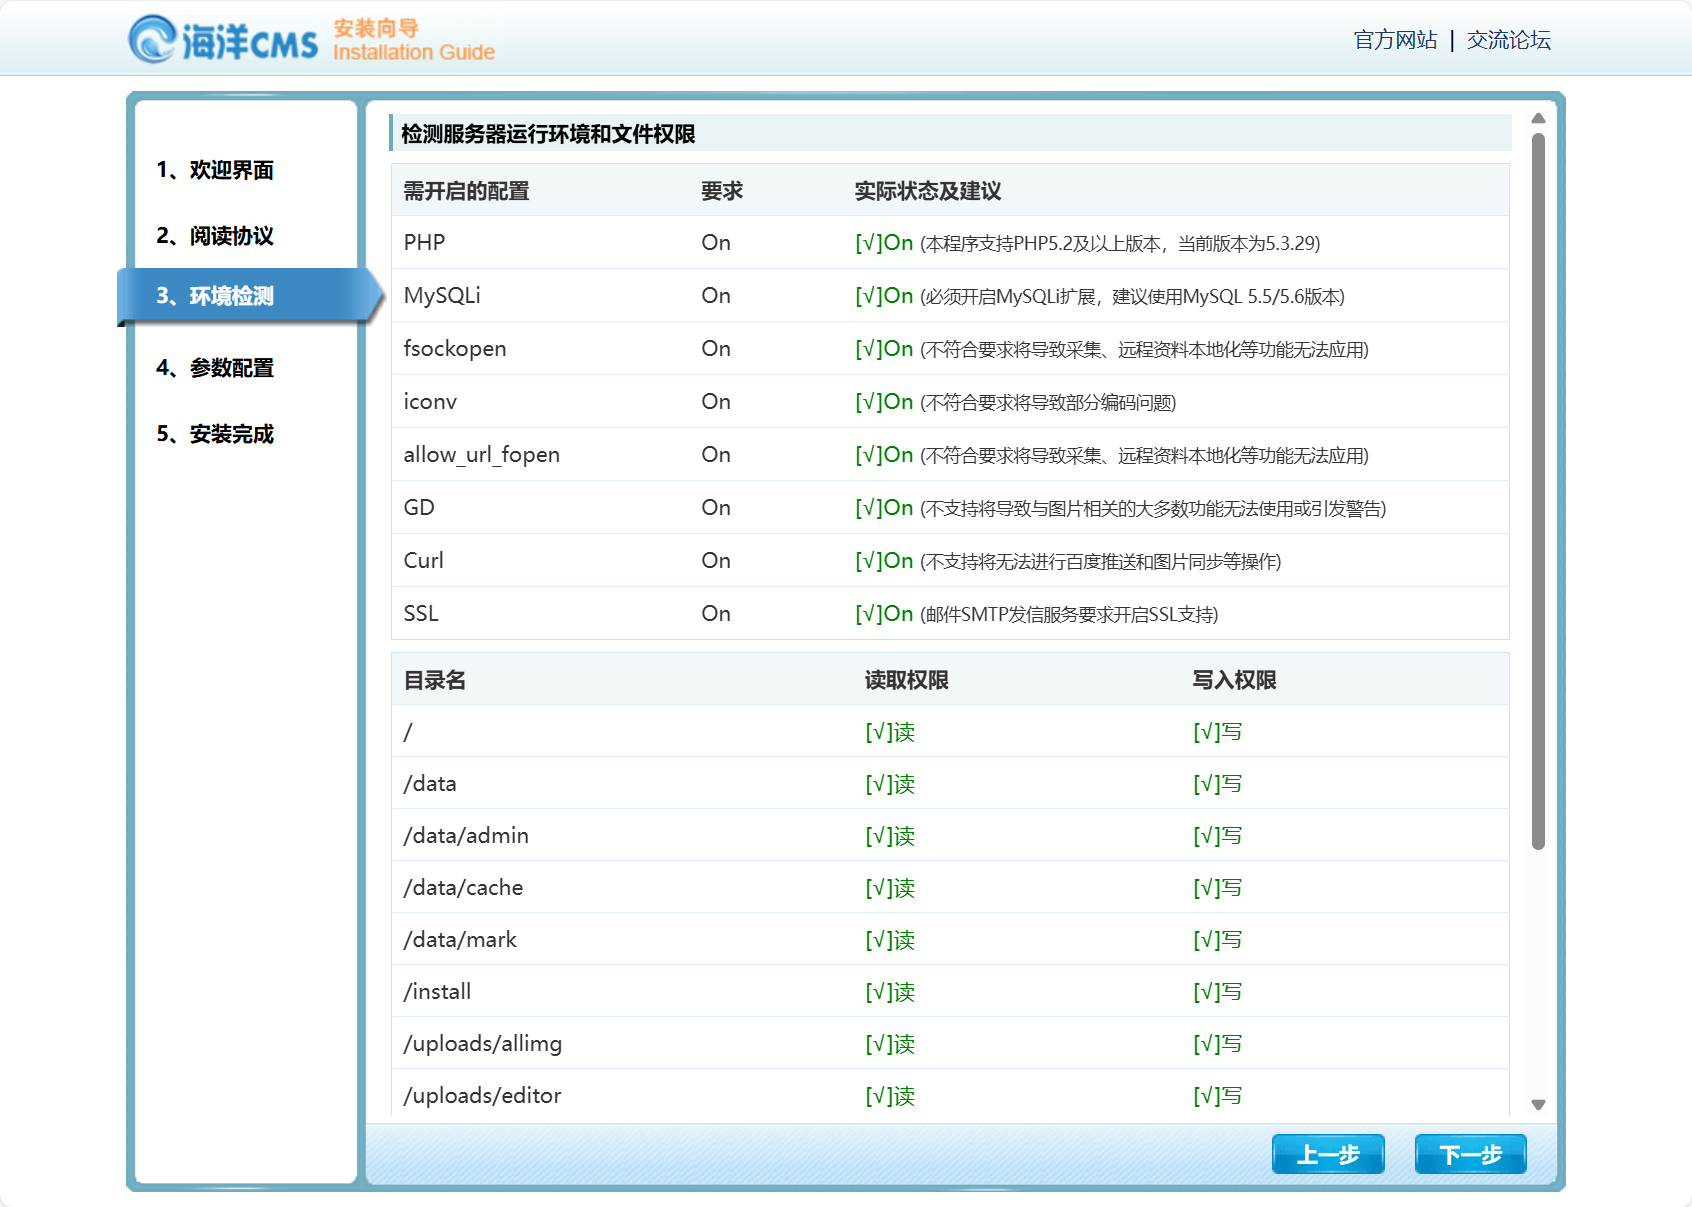 海洋CMS 安装向导
Installation Guide
官方网站 | 交流论坛
1、欢迎界面
2、阅读协议
3、环境检测
4、参数配置
5、安装完成
检测服务器运行环境和文件权限
需开启的配置 要求 实际状态及建议
PHP On [√]On (本程序支持PHP5.2及以上版本，当前版本为5.3.29)
MySQLi On [√]On (必须开启MySQLi扩展，建议使用MySQL 5.5/5.6版本)
fsockopen On [√]On (不符合要求将导致采集、远程资料本地化等功能无法应用)
iconv On [√]On (不符合要求将导致部分编码问题)
allow_url_fopen On [√]On (不符合要求将导致采集、远程资料本地化等功能无法应用)
GD On [√]On (不支持将导致与图片相关的大多数功能无法使用或引发警告)
Curl On [√]On (不支持将无法进行百度推送和图片同步等操作)
SSL On [√]On (邮件SMTP发信服务要求开启SSL支持)
目录名 读取权限 写入权限
/ [√]读 [√]写
/data [√]读 [√]写
/data/admin [√]读 [√]写
/data/cache [√]读 [√]写
/data/mark [√]读 [√]写
/install [√]读 [√]写
/uploads/allimg [√]读 [√]写
/uploads/editor [√]读 [√]写
上一步 下一步